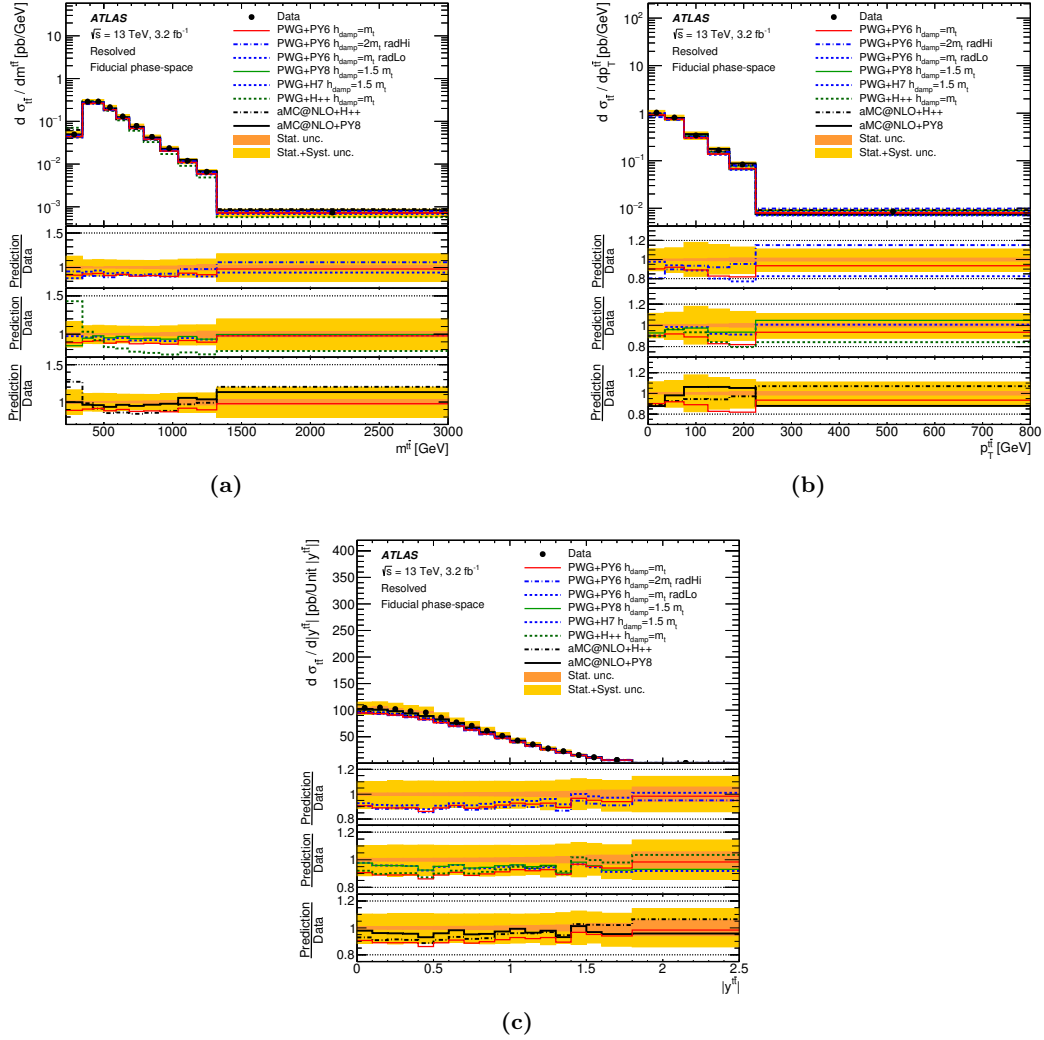 ATLAS
√s = 13 TeV, 3.2 fb⁻¹
Resolved
Fiducial phase-space
Data
PWG+PY6 h_damp=m_t
PWG+PY6 h_damp=2m_t radHi
PWG+PY6 h_damp=m_t radLo
PWG+PY8 h_damp=1.5 m_t
PWG+H7 h_damp=1.5 m_t
PWG+H++ h_damp=m_t
aMC@NLO+H++
aMC@NLO+PY8
Stat. unc.
Stat.+Syst. unc.
d σ_tt̄ / dm^tt̄ [pb/GeV]
10
1
10⁻¹
10⁻²
10⁻³
Prediction
Data
1.5
1
Prediction
Data
1.5
1
Prediction
Data
1.5
1
500 1000 1500 2000 2500 3000
m^tt̄ [GeV]
(a)
ATLAS
√s = 13 TeV, 3.2 fb⁻¹
Resolved
Fiducial phase-space
Data
PWG+PY6 h_damp=m_t
PWG+PY6 h_damp=2m_t radHi
PWG+PY6 h_damp=m_t radLo
PWG+PY8 h_damp=1.5 m_t
PWG+H7 h_damp=1.5 m_t
PWG+H++ h_damp=m_t
aMC@NLO+H++
aMC@NLO+PY8
Stat. unc.
Stat.+Syst. unc.
d σ_tt̄ / dp_T^tt̄ [pb/GeV]
10²
10
1
10⁻¹
10⁻²
Prediction
Data
1.2
1
0.8
Prediction
Data
1.2
1
0.8
Prediction
Data
1.2
1
0.8
0 100 200 300 400 500 600 700 800
p_T^tt̄ [GeV]
(b)
ATLAS
√s = 13 TeV, 3.2 fb⁻¹
Resolved
Fiducial phase-space
Data
PWG+PY6 h_damp=m_t
PWG+PY6 h_damp=2m_t radHi
PWG+PY6 h_damp=m_t radLo
PWG+PY8 h_damp=1.5 m_t
PWG+H7 h_damp=1.5 m_t
PWG+H++ h_damp=m_t
aMC@NLO+H++
aMC@NLO+PY8
Stat. unc.
Stat.+Syst. unc.
d σ_tt̄ / d|y^tt̄| [pb/Unit |y^tt̄|]
400
350
300
250
200
150
100
50
Prediction
Data
1.2
1
0.8
Prediction
Data
1.2
1
0.8
Prediction
Data
1.2
1
0.8
0 0.5 1 1.5 2 2.5
|y^tt̄|
(c)